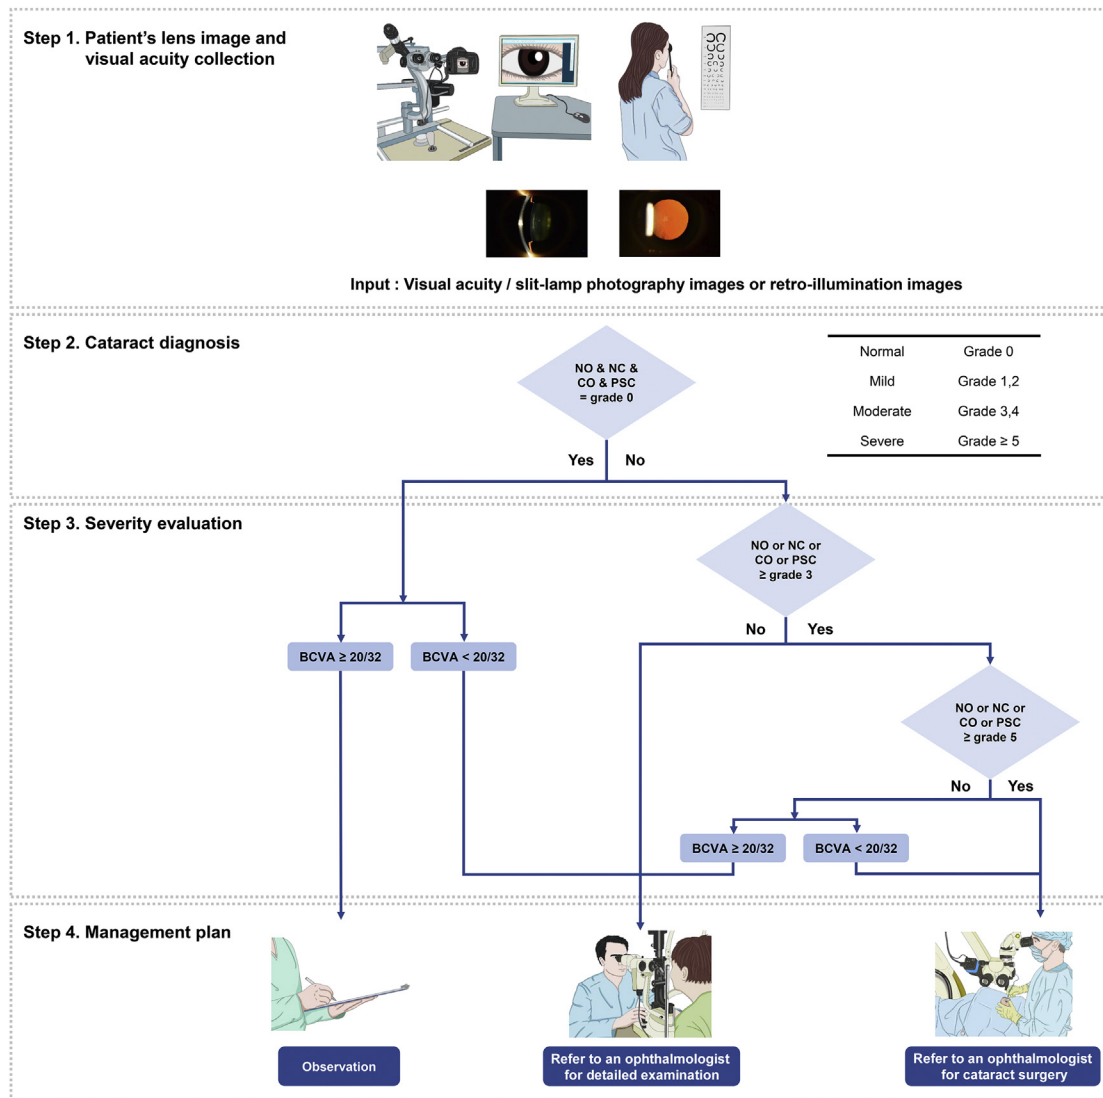 Step 1. Patient's lens image and
visual acuity collection
Input : Visual acuity / slit-lamp photography images or retro-illumination images
Step 2. Cataract diagnosis
NO & NC &
CO & PSC
= grade 0
Normal Grade 0
Mild Grade 1,2
Moderate Grade 3,4
Severe Grade ≥ 5
Yes No
Step 3. Severity evaluation
NO or NC or
CO or PSC
≥ grade 3
No Yes
BCVA ≥ 20/32 BCVA < 20/32
NO or NC or
CO or PSC
≥ grade 5
No Yes
BCVA ≥ 20/32 BCVA < 20/32
Step 4. Management plan
Observation
Refer to an ophthalmologist
for detailed examination
Refer to an ophthalmologist
for cataract surgery